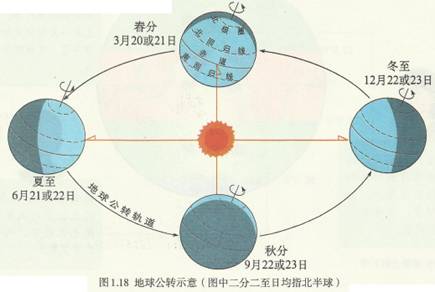 春分
3月20或21日
北极圈
北回归线
赤道
南回归线
冬至
12月22或23日
夏至
6月21或22日
地球公转轨道
秋分
9月22或23日
图1.18 地球公转示意(图中二分二至日均指北半球)